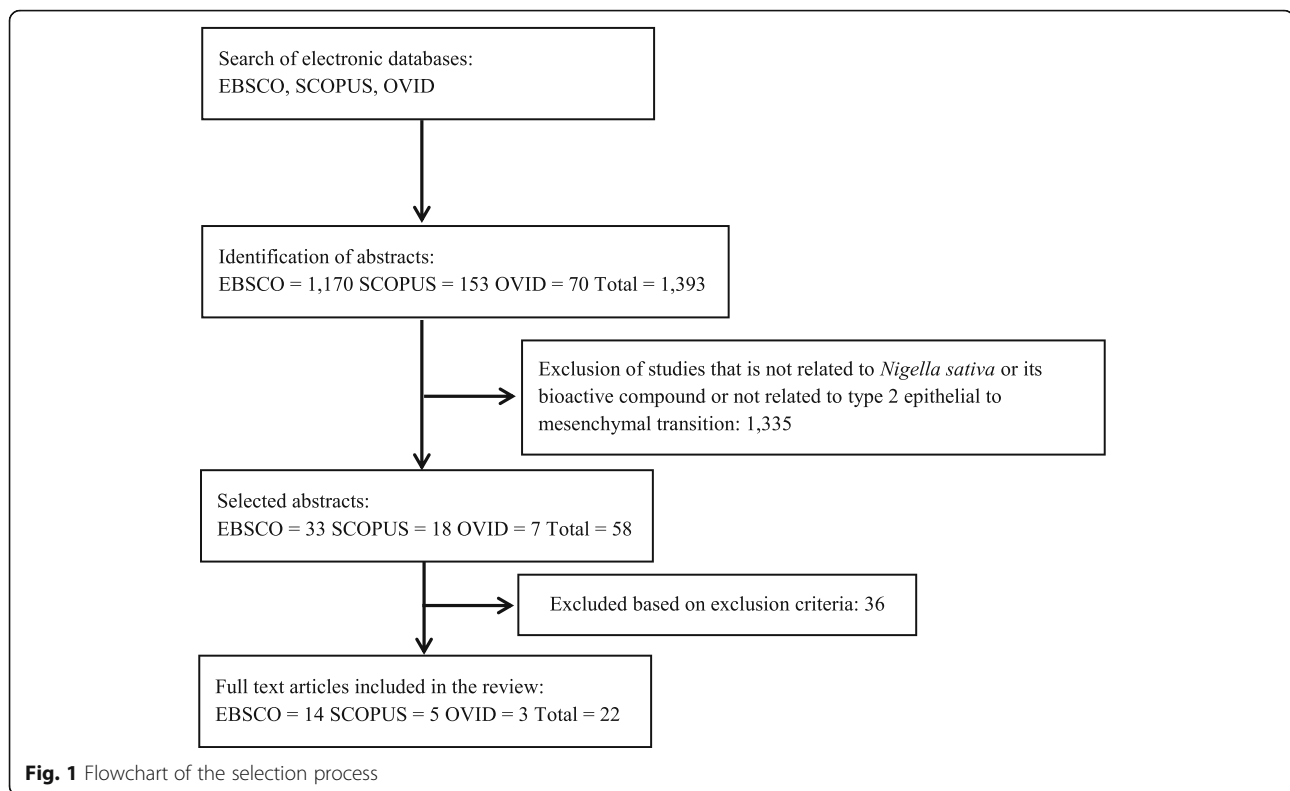 Search of electronic databases:
EBSCO, SCOPUS, OVID
Identification of abstracts:
EBSCO = 1,170 SCOPUS = 153 OVID = 70 Total = 1,393
Exclusion of studies that is not related to Nigella sativa or its
bioactive compound or not related to type 2 epithelial to
mesenchymal transition: 1,335
Selected abstracts:
EBSCO = 33 SCOPUS = 18 OVID = 7 Total = 58
Excluded based on exclusion criteria: 36
Full text articles included in the review:
EBSCO = 14 SCOPUS = 5 OVID = 3 Total = 22
Fig. 1 Flowchart of the selection process